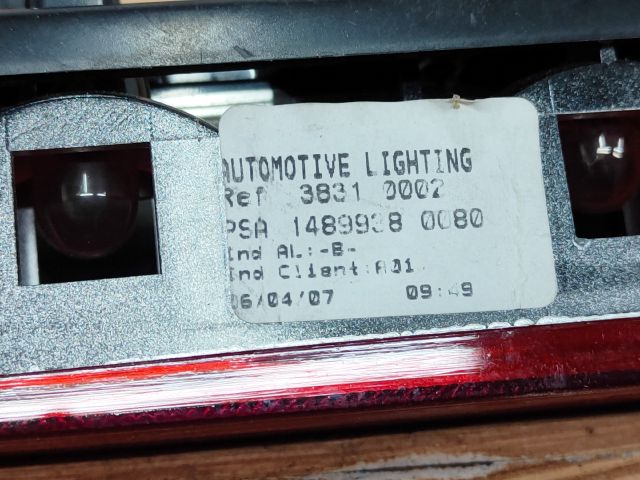 AUTOMOTIVE LIGHTING
Ref 3831 0002
PSA 1489938 0080
Ind AL:-B-
Ind Client:A01
06/04/07 09:49